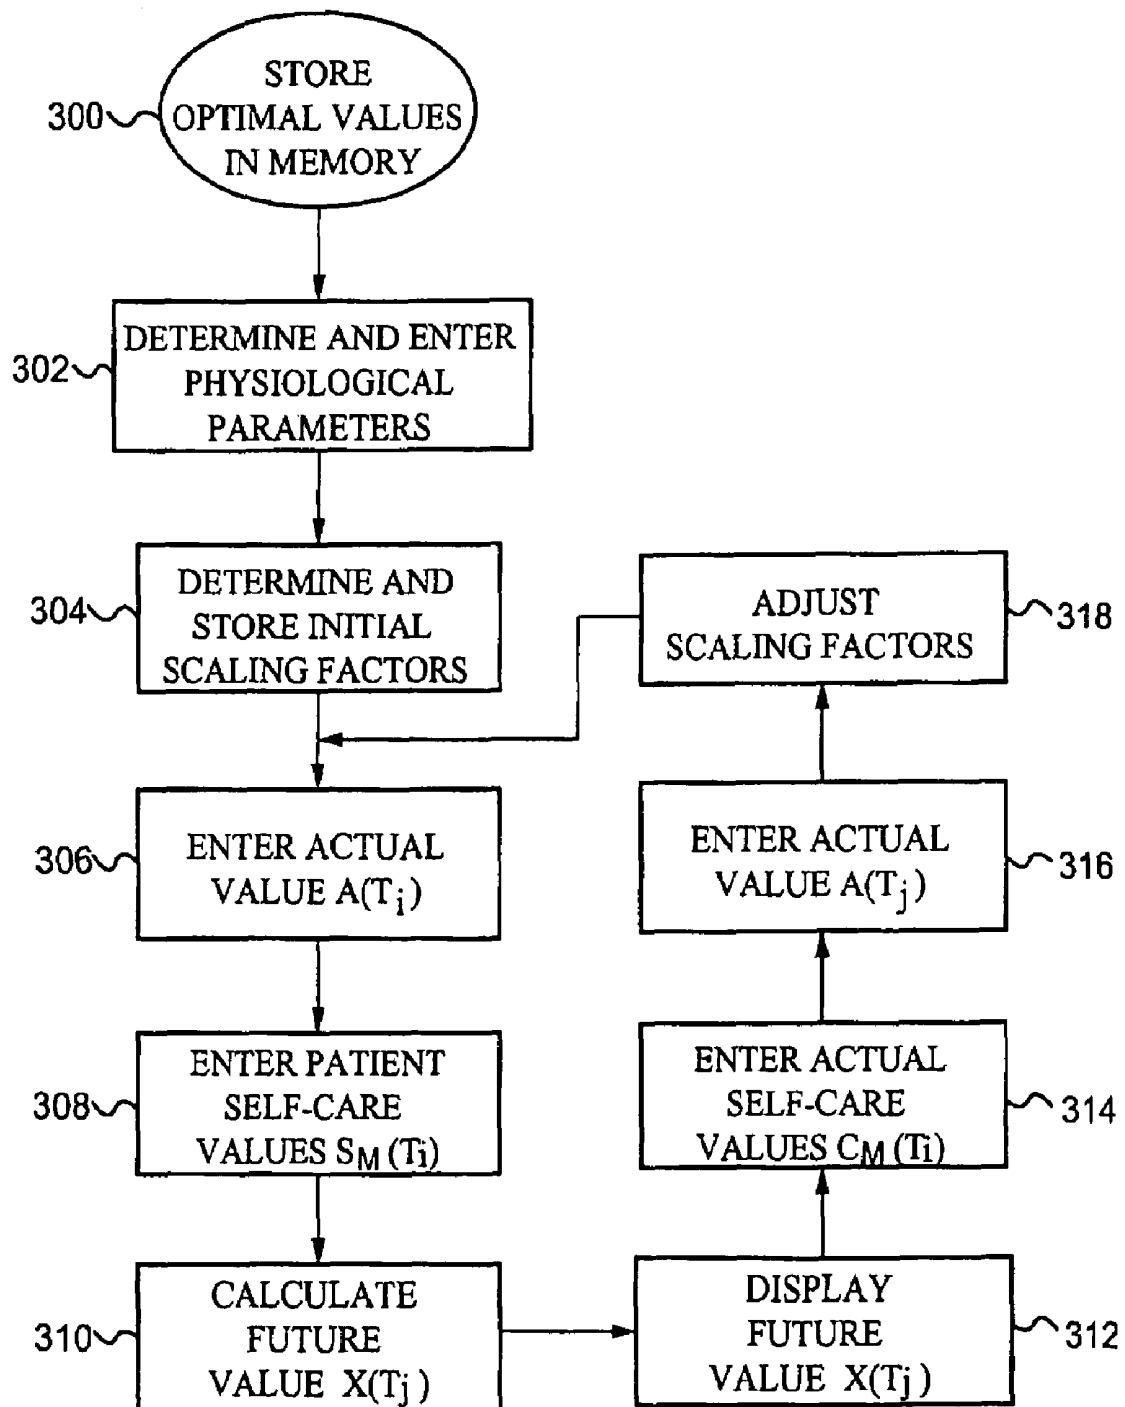 STORE
OPTIMAL VALUES
IN MEMORY
300
DETERMINE AND ENTER
PHYSIOLOGICAL
PARAMETERS
302
DETERMINE AND
STORE INITIAL
SCALING FACTORS
304
ENTER ACTUAL
VALUE A(Ti)
306
ENTER PATIENT
SELF-CARE
VALUES SM(Ti)
308
CALCULATE
FUTURE
VALUE X(Tj)
310
DISPLAY
FUTURE
VALUE X(Tj)
312
ENTER ACTUAL
SELF-CARE
VALUES CM(Ti)
314
ENTER ACTUAL
VALUE A(Tj)
316
ADJUST
SCALING FACTORS
318